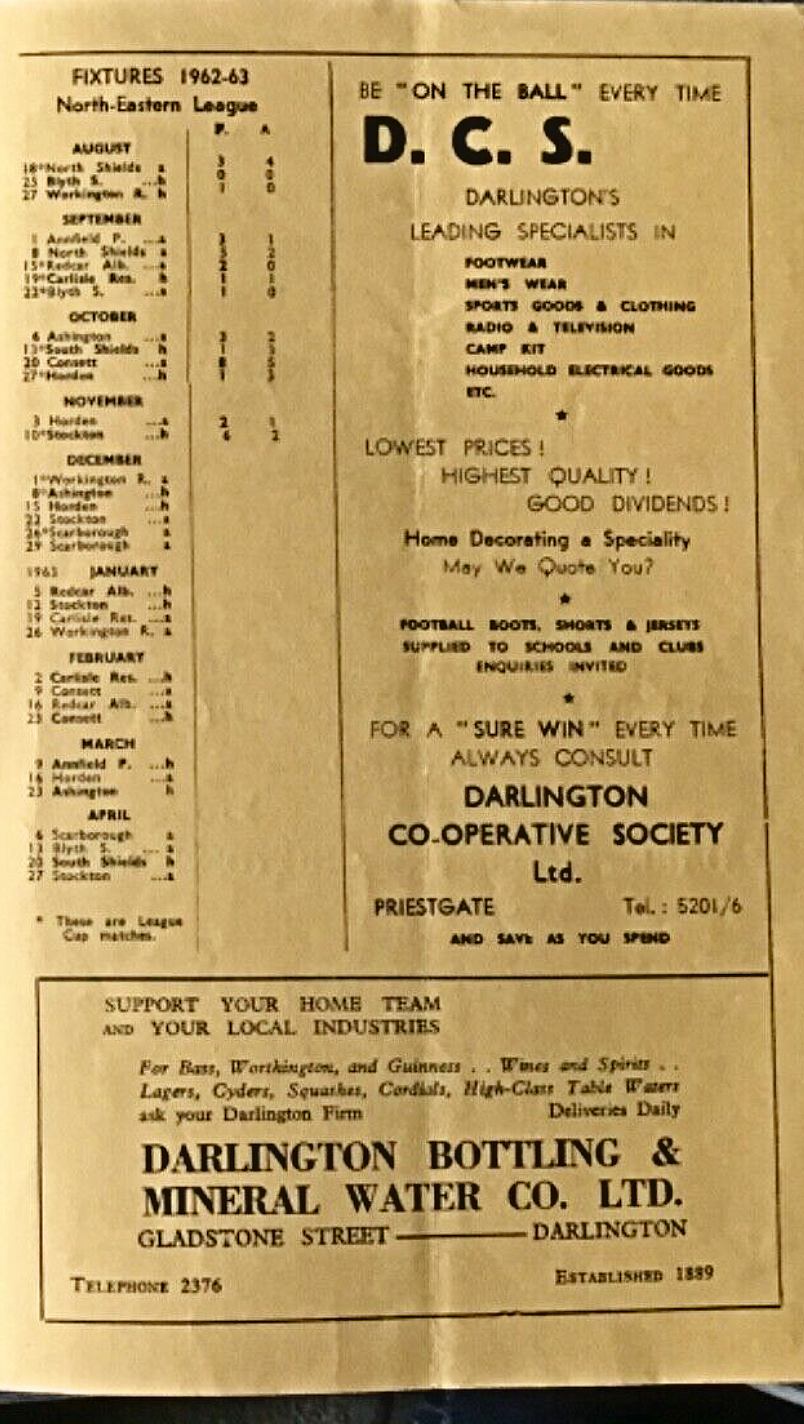 FIXTURES 1962-63
North-Eastern League
F. A
AUGUST
18*North Shields a 3 4
25 Blyth S. ...h 0 0
27 Workington R. h 1 0
SEPTEMBER
1 Annfield P. ...a 3 1
8 North Shields a 5 2
15*Redcar Alb. ...a 2 0
19*Carlisle Res. h 1 1
22*Blyth S. ...a 1 0
OCTOBER
6 Ashington ...a 3 2
13*South Shields h 1 3
20 Consett ...a 8 5
27*Horden ...h 1 3
NOVEMBER
3 Horden ...a 2 1
10*Stockton ...h 6 2
DECEMBER
1*Workington R. a
8*Ashington ...h
15 Horden ...h
22 Stockton ...a
26*Scarborough a
29 Scarborough a
1963 JANUARY
5 Redcar Alb. ...h
12 Stockton ...h
19 Carlisle Res. ...a
26 Workington R. a
FEBRUARY
2 Carlisle Res. ...h
9 Consett ...a
16 Redcar Alb. ...a
23 Consett ...h
MARCH
9 Annfield P. ...h
16 Horden ...a
23 Ashington h
APRIL
6 Scarborough a
13 Blyth S. ... a
20 South Shields h
27 Stockton ...a
* These are League
Cup matches.
BE "ON THE BALL" EVERY TIME
D. C. S.
DARLINGTON'S
LEADING SPECIALISTS IN
FOOTWEAR
MEN'S WEAR
SPORTS GOODS & CLOTHING
RADIO & TELEVISION
CAMP KIT
HOUSEHOLD ELECTRICAL GOODS
ETC.
LOWEST PRICES!
HIGHEST QUALITY!
GOOD DIVIDENDS!
Home Decorating a Speciality
May We Quote You?
FOOTBALL BOOTS, SHORTS & JERSEYS
SUPPLIED TO SCHOOLS AND CLUBS
ENQUIRIES INVITED
FOR A "SURE WIN" EVERY TIME
ALWAYS CONSULT
DARLINGTON
CO-OPERATIVE SOCIETY
Ltd.
PRIESTGATE Tel.: 5201/6
AND SAVE AS YOU SPEND
SUPPORT YOUR HOME TEAM
AND YOUR LOCAL INDUSTRIES
For Bass, Worthington, and Guinness . . Wines and Spirits . .
Lagers, Cyders, Squashes, Cordials, High-Class Table Waters
ask your Darlington Firm Deliveries Daily
DARLINGTON BOTTLING &
MINERAL WATER CO. LTD.
GLADSTONE STREET — DARLINGTON
TELEPHONE 2376 ESTABLISHED 1889